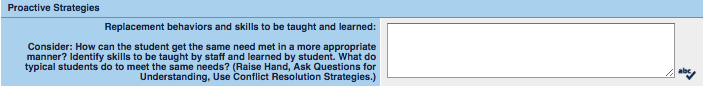 Proactive Strategies
Replacement behaviors and skills to be taught and learned:
Consider: How can the student get the same need met in a more appropriate
manner? Identify skills to be taught by staff and learned by student. What do
typical students do to meet the same needs? (Raise Hand, Ask Questions for
Understanding, Use Conflict Resolution Strategies.)
abc